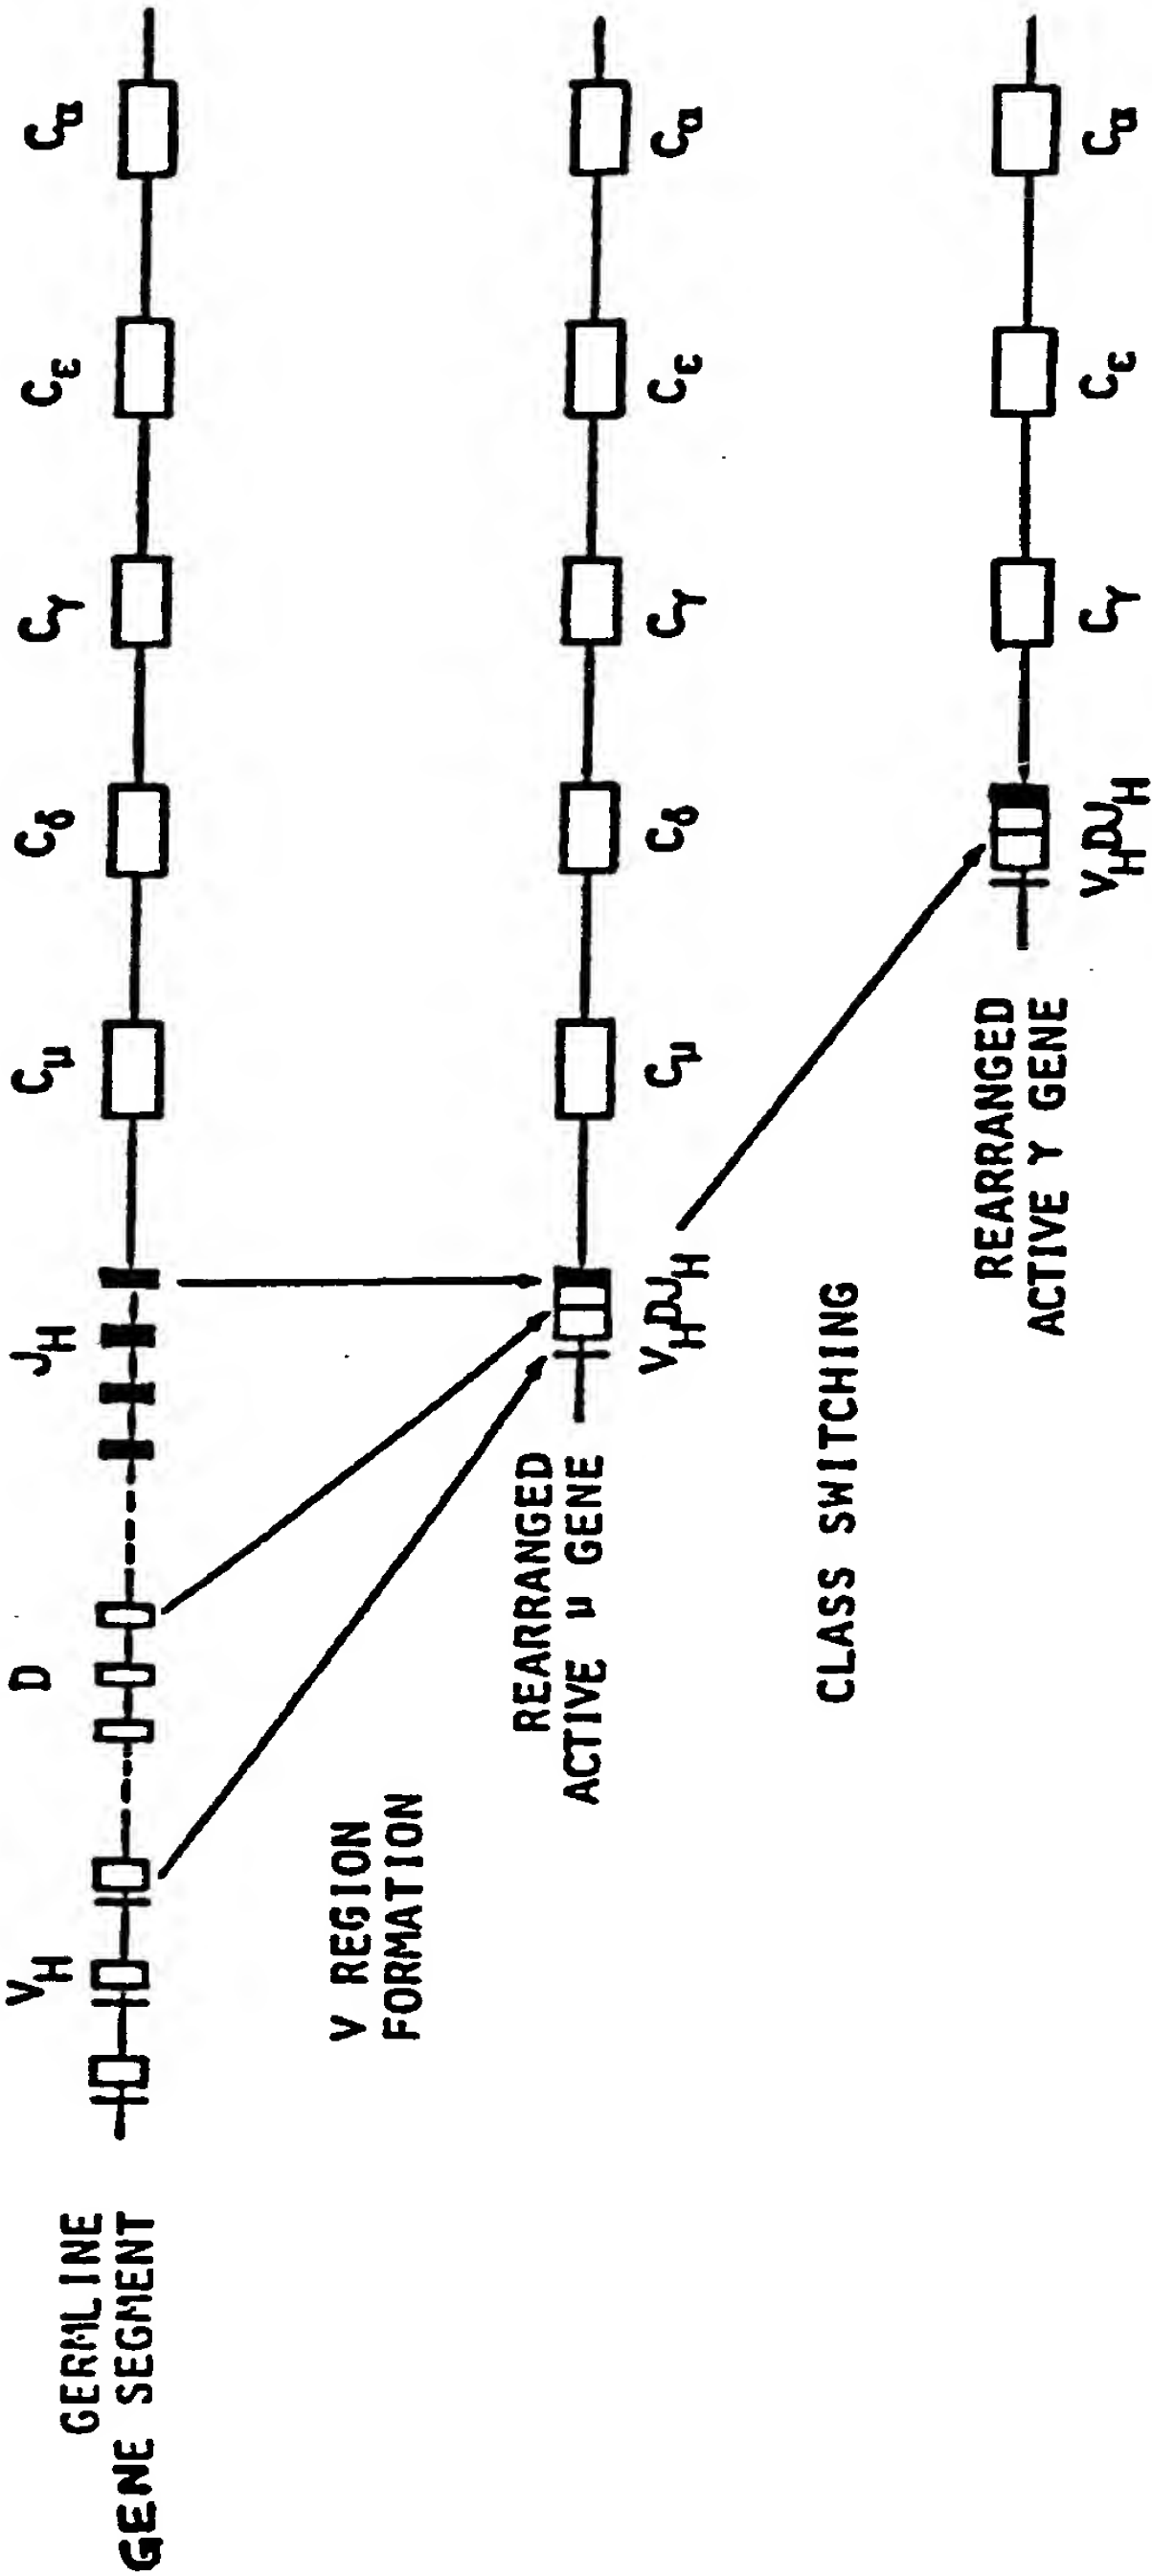 V_H D J_H C_μ C_δ C_γ C_ε C_α
GERMLINE
GENE SEGMENT
V REGION
FORMATION
REARRANGED
ACTIVE μ GENE
V_HDJ_H C_μ C_δ C_γ C_ε C_α
CLASS SWITCHING
REARRANGED
ACTIVE γ GENE
V_HDJ_H C_γ C_ε C_α